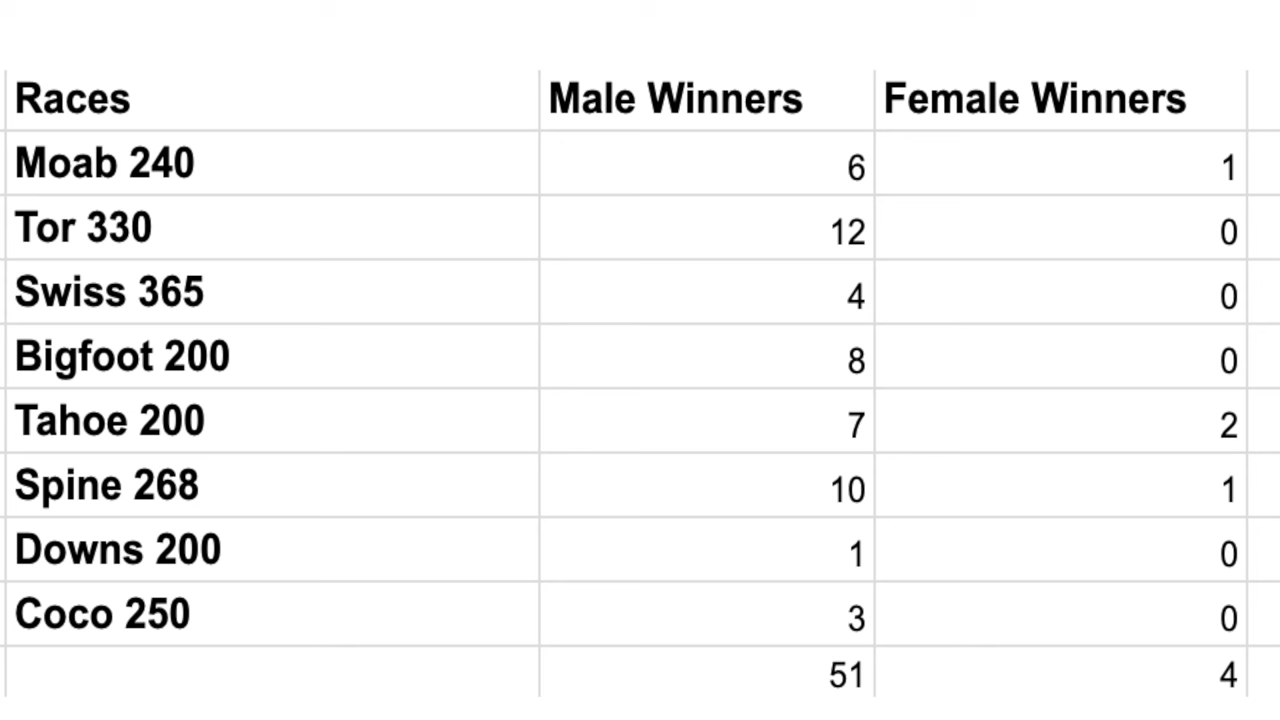 Races Male Winners Female Winners
Moab 240 6 1
Tor 330 12 0
Swiss 365 4 0
Bigfoot 200 8 0
Tahoe 200 7 2
Spine 268 10 1
Downs 200 1 0
Coco 250 3 0
51 4